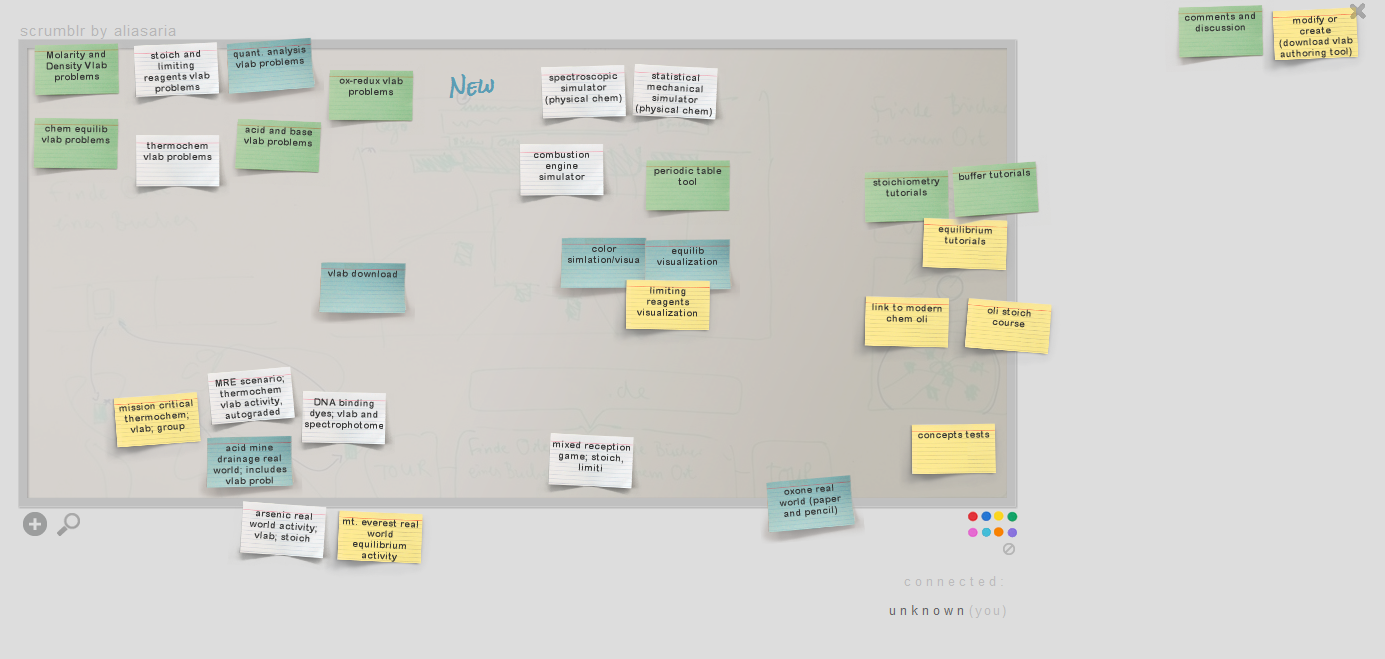 scrumblr by aliasaria
comments and
discussion
modify or
create
(download vlab
authoring tool)
Molarity and
Density Vlab
problems
stoich and
limiting
reagents vlab
problems
quant. analysis
vlab problems
ox-redux vlab
problems
New
spectroscopic
simulator
(physical chem)
statistical
mechanical
simulator
(physical chem)
chem equilib
vlab problems
thermochem
vlab problems
acid and base
vlab problems
combustion
engine
simulator
periodic table
tool
stoichiometry
tutorials
buffer tutorials
equilibrium
tutorials
vlab download
color
simlation/visua
equilib
visualization
limiting
reagents
visualization
link to modern
chem oli
oli stoich
course
mission critical
thermochem;
vlab; group
MRE scenario;
thermochem
vlab activity,
autograded
DNA binding
dyes; vlab and
spectrophotome
acid mine
drainage real
world; includes
vlab probl
mixed reception
game; stoich,
limiti
concepts tests
oxone real
world (paper
and pencil)
arsenic real
world activity;
vlab; stoich
mt. everest real
world
equilibrium
activity
connected:
unknown (you)